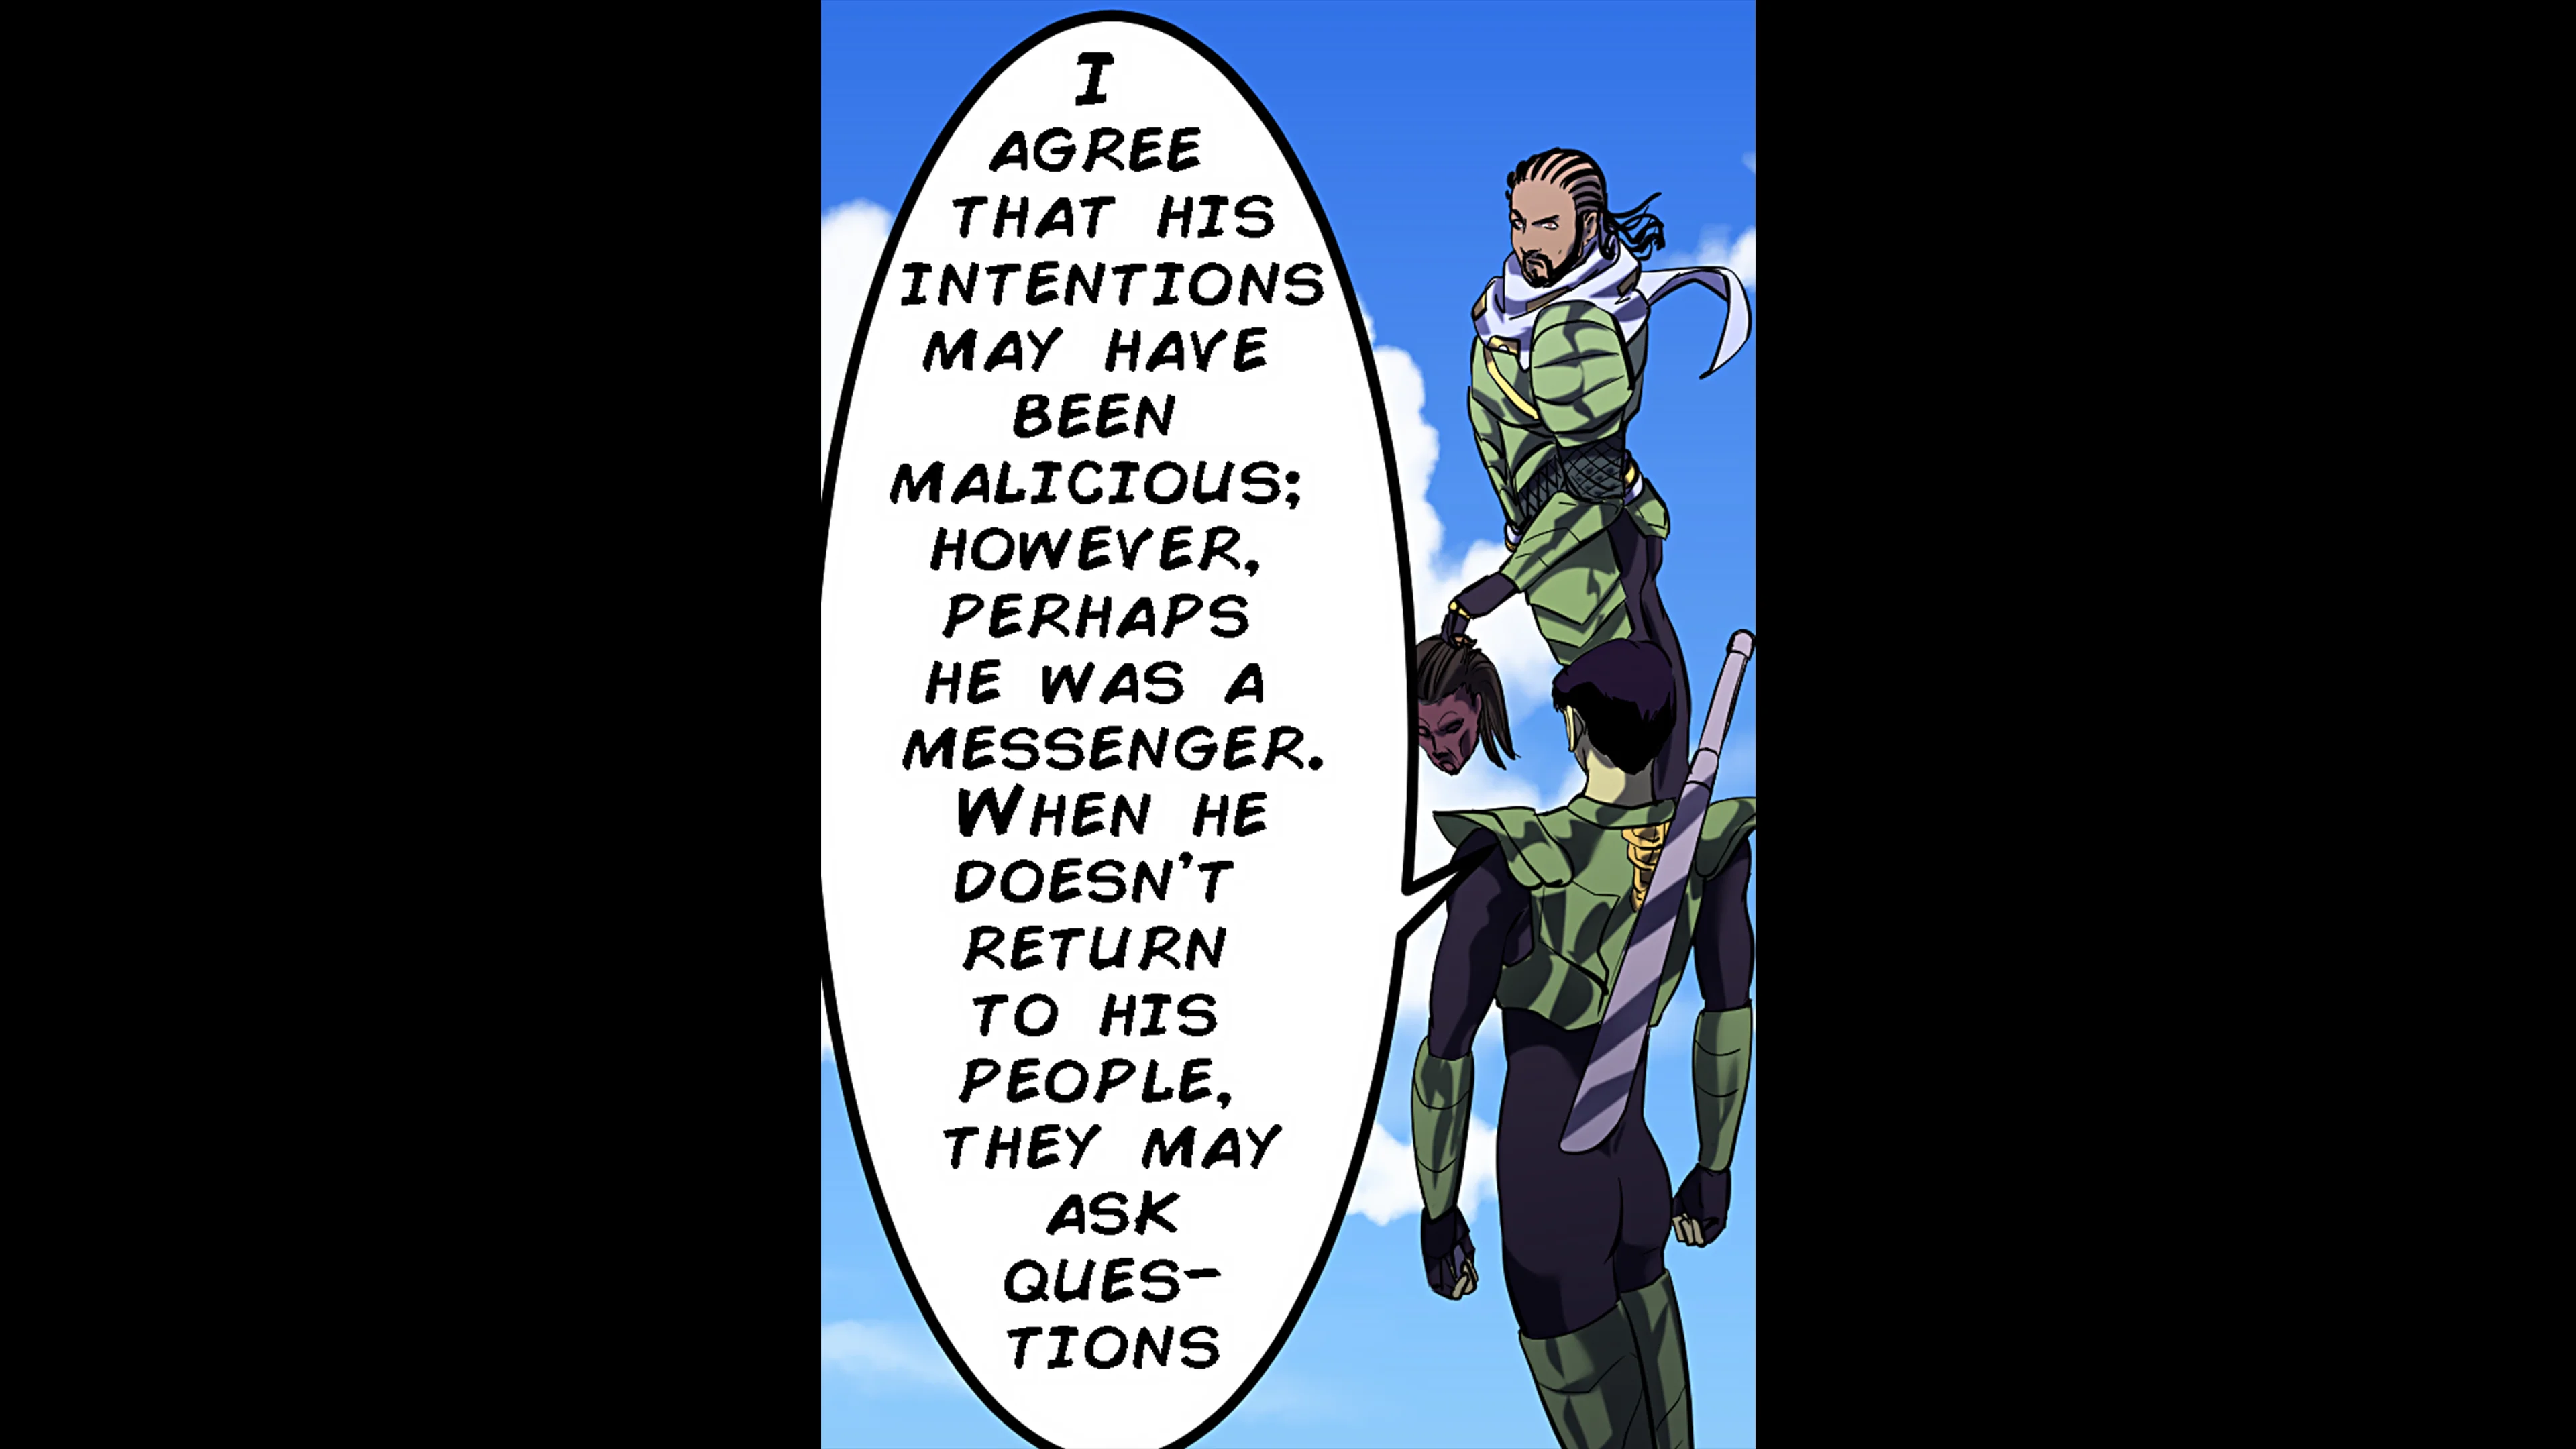 I
AGREE
THAT HIS
INTENTIONS
MAY HAVE
BEEN
MALICIOUS;
HOWEVER,
PERHAPS
HE WAS A
MESSENGER.
WHEN HE
DOESN'T
RETURN
TO HIS
PEOPLE,
THEY MAY
ASK
QUES-
TIONS